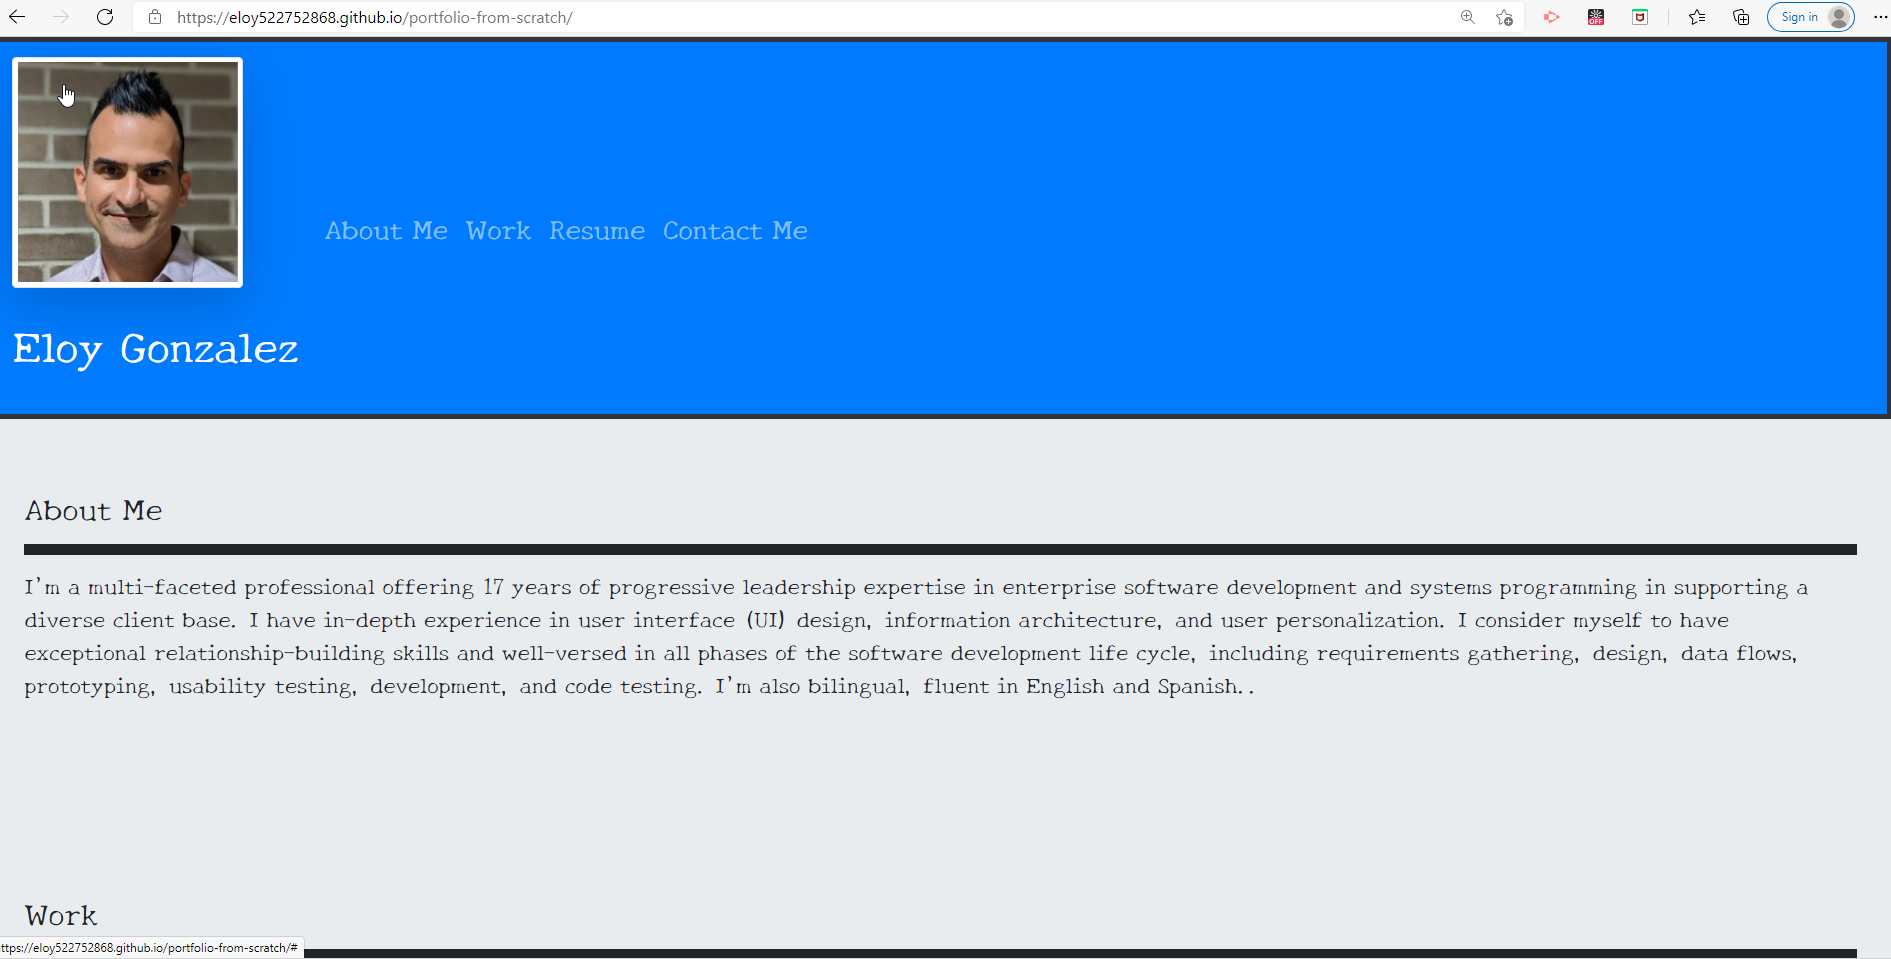 https://eloy522752868.github.io/portfolio-from-scratch/
OFF
Sign in
About Me Work Resume Contact Me
Eloy Gonzalez
About Me
I'm a multi-faceted professional offering 17 years of progressive leadership expertise in enterprise software development and systems programming in supporting a
diverse client base. I have in-depth experience in user interface (UI) design, information architecture, and user personalization. I consider myself to have
exceptional relationship-building skills and well-versed in all phases of the software development life cycle, including requirements gathering, design, data flows,
prototyping, usability testing, development, and code testing. I'm also bilingual, fluent in English and Spanish..
Work
ttps://eloy522752868.github.io/portfolio-from-scratch/#